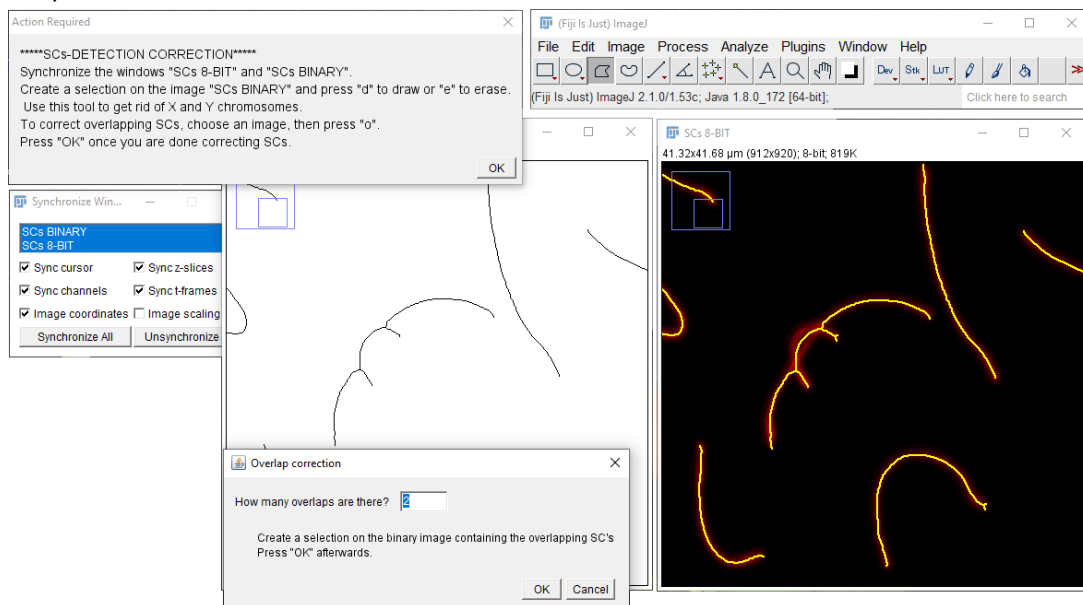 Action Required
*****SCs-DETECTION CORRECTION*****
Synchronize the windows "SCs 8-BIT" and "SCs BINARY".
Create a selection on the image "SCs BINARY" and press "d" to draw or "e" to erase.
Use this tool to get rid of X and Y chromosomes.
To correct overlapping SCs, choose an image, then press "o".
Press "OK" once you are done correcting SCs.
OK
(Fiji Is Just) ImageJ
File Edit Image Process Analyze Plugins Window Help
Dev Stk LUT
(Fiji Is Just) ImageJ 2.1.0/1.53c; Java 1.8.0_172 [64-bit];
Click here to search
Synchronize Win...
SCs BINARY
SCs 8-BIT
Sync cursor Sync z-slices
Sync channels Sync t-frames
Image coordinates Image scaling
Synchronize All Unsynchronize
SCs 8-BIT
41.32x41.68 µm (912x920); 8-bit; 819K
Overlap correction
How many overlaps are there? 2
Create a selection on the binary image containing the overlapping SC's
Press "OK" afterwards.
OK Cancel